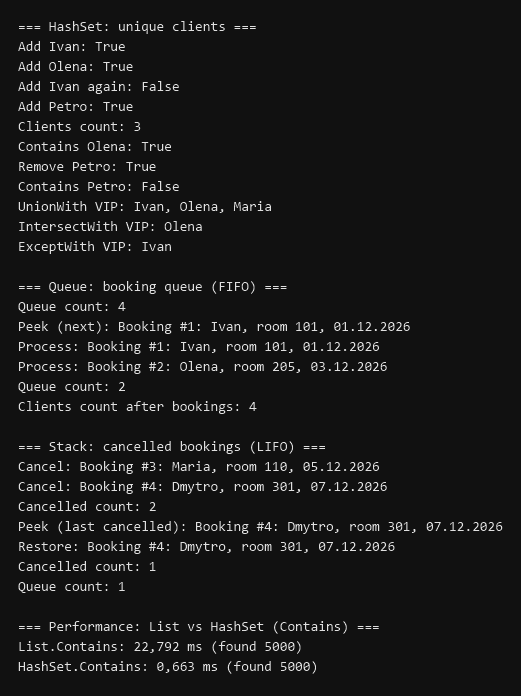 === HashSet: unique clients ===
Add Ivan: True
Add Olena: True
Add Ivan again: False
Add Petro: True
Clients count: 3
Contains Olena: True
Remove Petro: True
Contains Petro: False
UnionWith VIP: Ivan, Olena, Maria
IntersectWith VIP: Olena
ExceptWith VIP: Ivan
=== Queue: booking queue (FIFO) ===
Queue count: 4
Peek (next): Booking #1: Ivan, room 101, 01.12.2026
Process: Booking #1: Ivan, room 101, 01.12.2026
Process: Booking #2: Olena, room 205, 03.12.2026
Queue count: 2
Clients count after bookings: 4
=== Stack: cancelled bookings (LIFO) ===
Cancel: Booking #3: Maria, room 110, 05.12.2026
Cancel: Booking #4: Dmytro, room 301, 07.12.2026
Cancelled count: 2
Peek (last cancelled): Booking #4: Dmytro, room 301, 07.12.2026
Restore: Booking #4: Dmytro, room 301, 07.12.2026
Cancelled count: 1
Queue count: 1
=== Performance: List vs HashSet (Contains) ===
List.Contains: 22,792 ms (found 5000)
HashSet.Contains: 0,663 ms (found 5000)